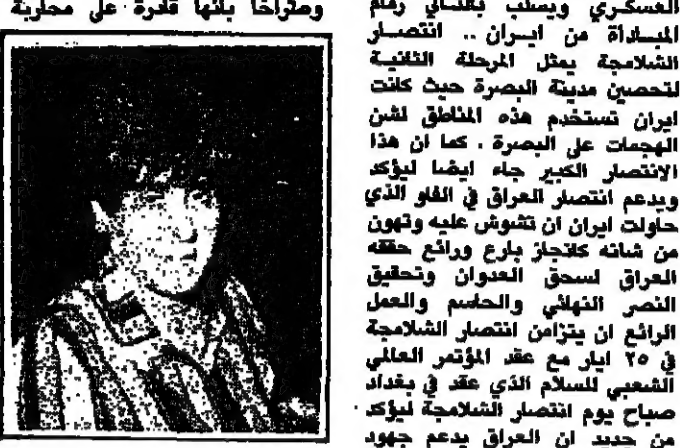 العسكري ويسلب بالتالي زمام
المبادأة من ايران .. انتصار
الشلامجة يمثل المرحلة الثانية
لتحصين مدينة البصرة حيث كانت
ايران تستخدم هذه المناطق لشن
الهجمات على البصرة . كما ان هذا
الانتصار الكبير جاء ايضا ليؤكد
ويدعم انتصار العراق في الفاو الذي
حاولت ايران ان تشوش عليه وتهون
من شانه كانجاز بارع ورائع حققه
العراق لسحق العدوان وتحقيق
النصر النهائي والحاسم والعمل
الرائع ان يتزامن انتصار الشلامجة
في ٢٥ ايار مع عقد المؤتمر العالمي
الشعبي للسلام الذي عقد في بغداد
صباح يوم انتصار الشلامجة ليؤكد
من جديد ان العراق يدعم جهود
وصراخا بانها قادرة على محاربة